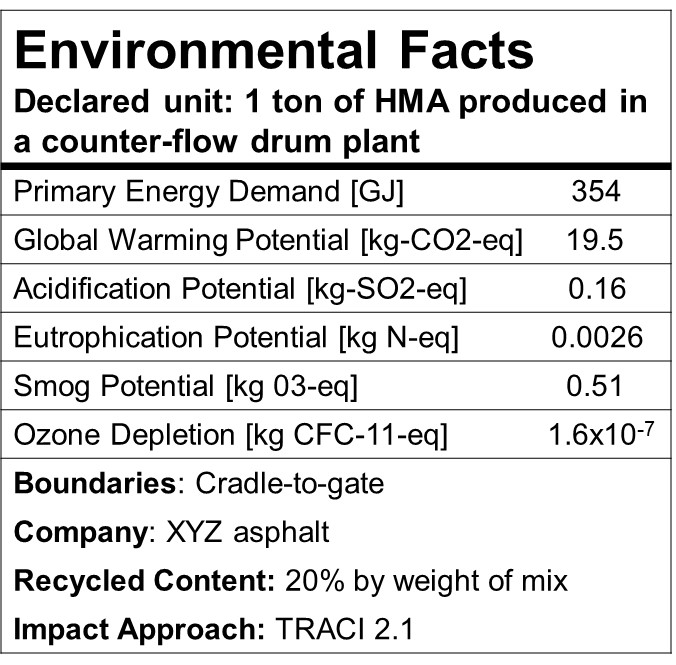 Environmental Facts
Declared unit: 1 ton of HMA produced in
a counter-flow drum plant
Primary Energy Demand [GJ] 354
Global Warming Potential [kg-CO2-eq] 19.5
Acidification Potential [kg-SO2-eq] 0.16
Eutrophication Potential [kg N-eq] 0.0026
Smog Potential [kg 03-eq] 0.51
Ozone Depletion [kg CFC-11-eq] 1.6x10⁻⁷
Boundaries: Cradle-to-gate
Company: XYZ asphalt
Recycled Content: 20% by weight of mix
Impact Approach: TRACI 2.1